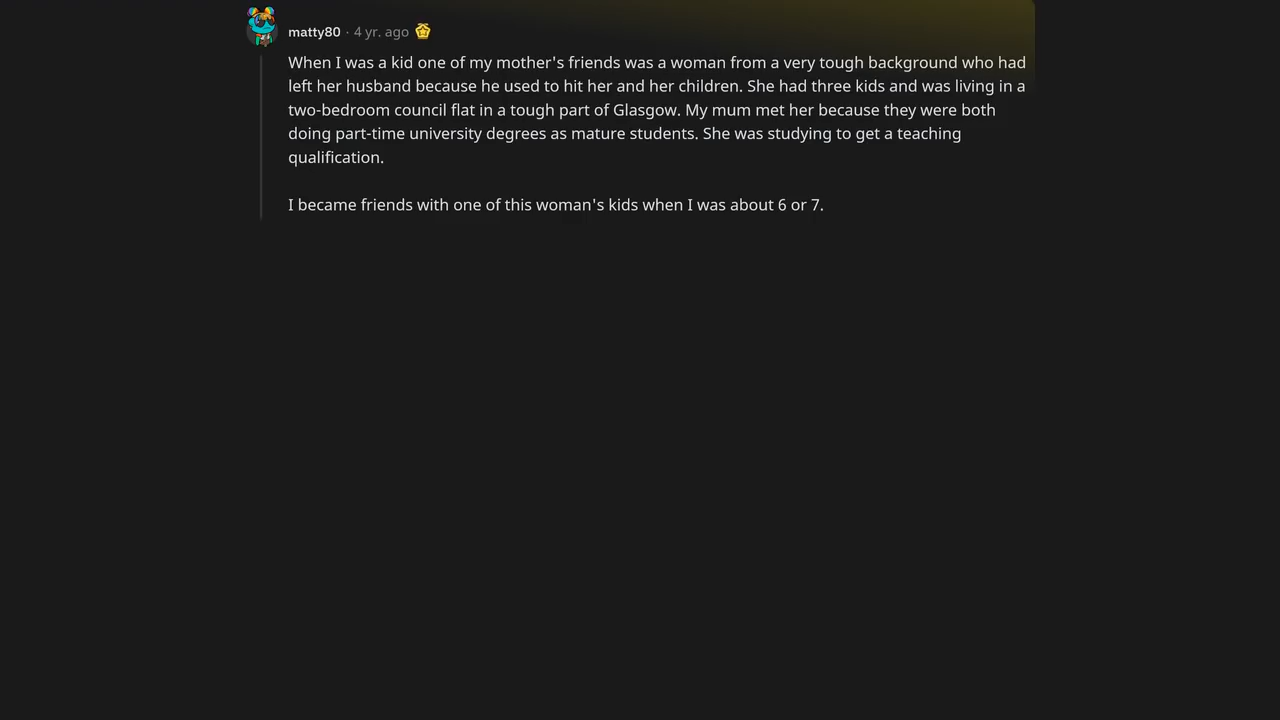 matty80 · 4 yr. ago
When I was a kid one of my mother's friends was a woman from a very tough background who had
left her husband because he used to hit her and her children. She had three kids and was living in a
two-bedroom council flat in a tough part of Glasgow. My mum met her because they were both
doing part-time university degrees as mature students. She was studying to get a teaching
qualification.
I became friends with one of this woman's kids when I was about 6 or 7.